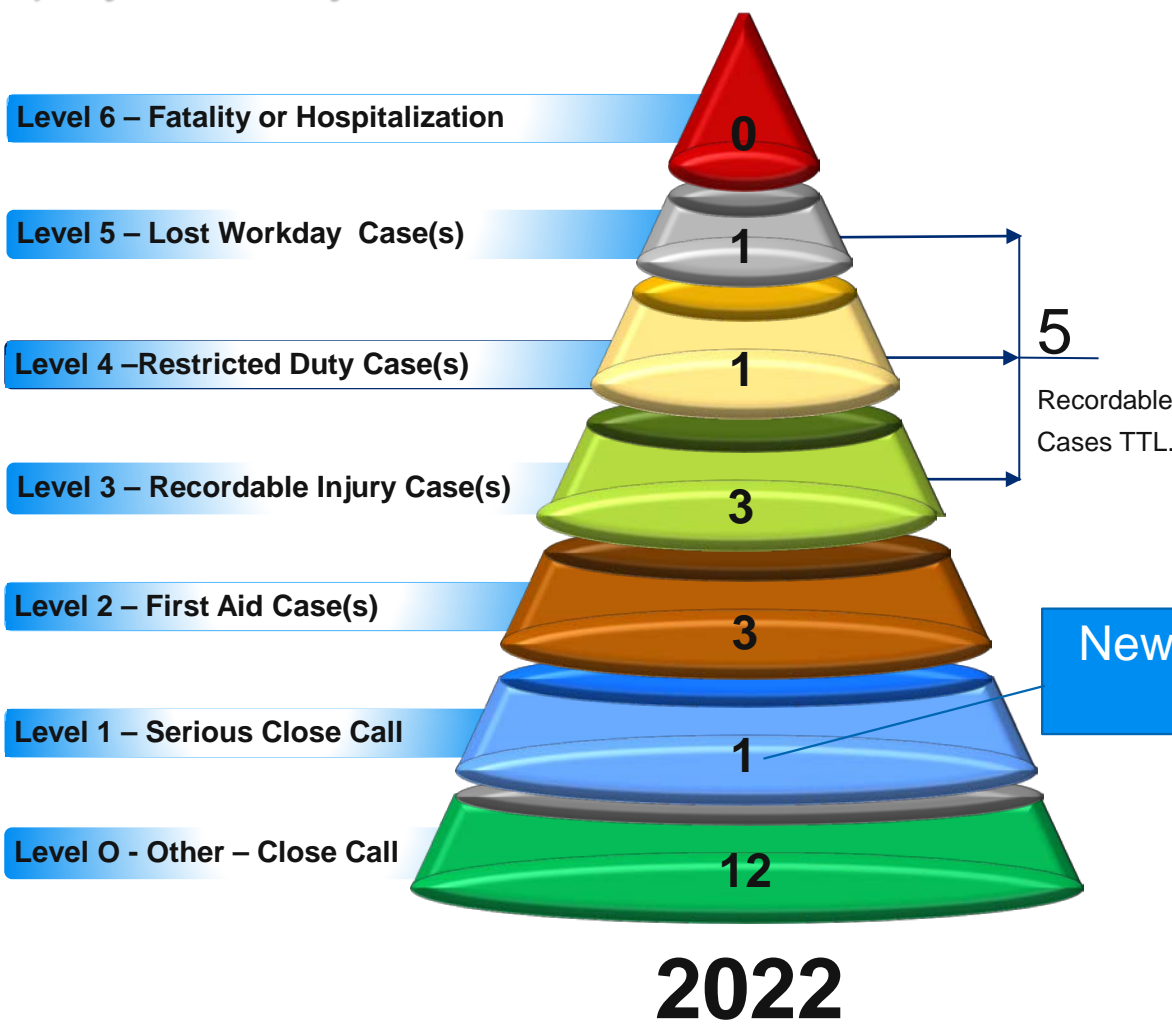 Level 6 – Fatality or Hospitalization
0
Level 5 – Lost Workday  Case(s)
1
Level 4 –Restricted Duty Case(s)
1
5
Recordable
Cases TTL.
Level 3 – Recordable Injury Case(s)
3
Level 2 – First Aid Case(s)
3
New
Level 1 – Serious Close Call
1
Level O - Other – Close Call
12
2022